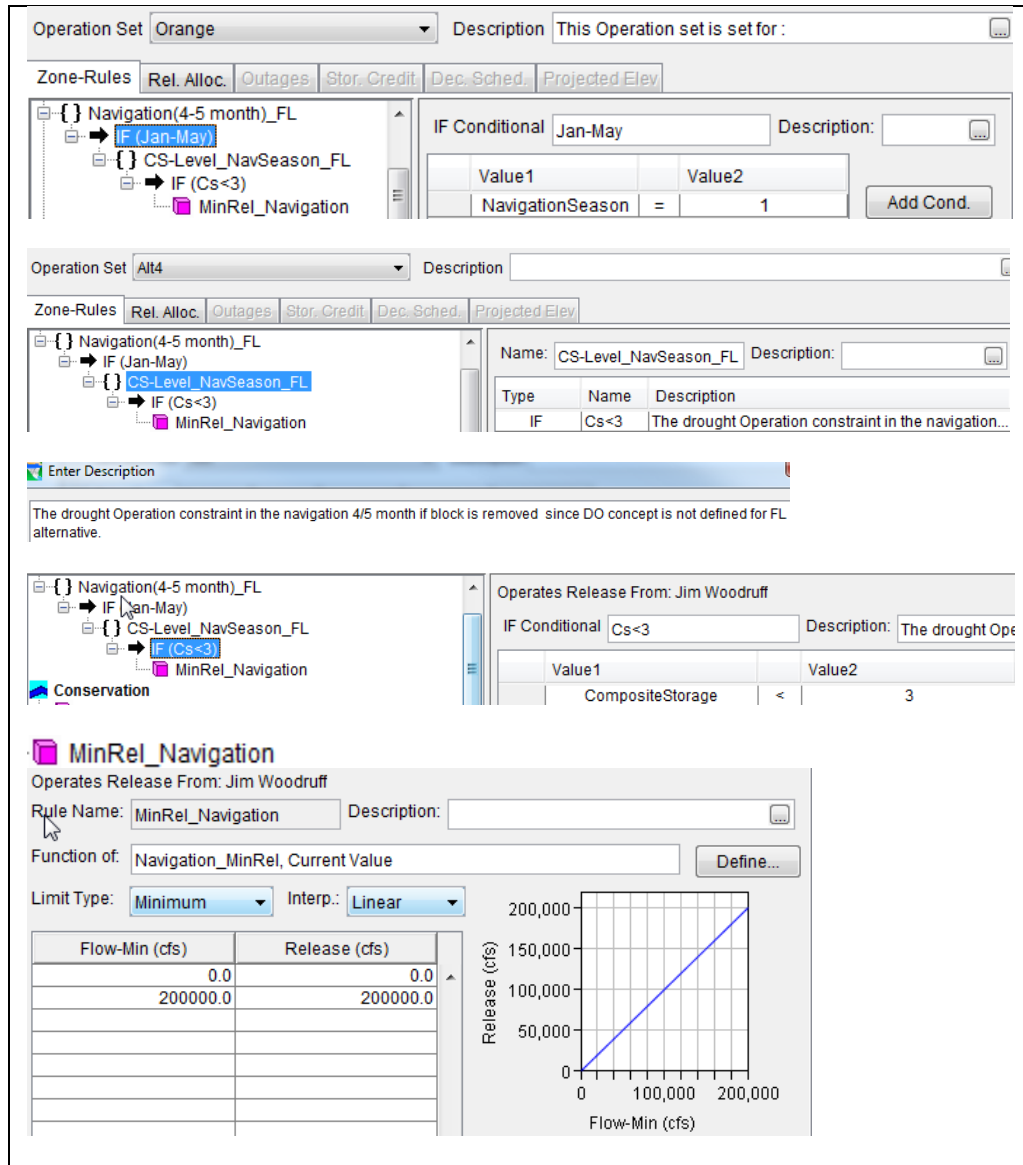 Operation Set Orange Description This Operation set is set for : ...
Zone-Rules Rel. Alloc. Outages Stor. Credit Dec. Sched. Projected Elev
{ } Navigation(4-5 month)_FL
IF (Jan-May)
{ } CS-Level_NavSeason_FL
IF (Cs<3)
MinRel_Navigation
IF Conditional Jan-May Description: ...
Value1 Value2
NavigationSeason = 1
Add Cond.
Operation Set Alt4 Description
Zone-Rules Rel. Alloc. Outages Stor. Credit Dec. Sched. Projected Elev
{ } Navigation(4-5 month)_FL
IF (Jan-May)
{ } CS-Level_NavSeason_FL
IF (Cs<3)
MinRel_Navigation
Name: CS-Level_NavSeason_FL Description: ...
Type Name Description
IF Cs<3 The drought Operation constraint in the navigation...
Enter Description
The drought Operation constraint in the navigation 4/5 month if block is removed since DO concept is not defined for FL
alternative.
{ } Navigation(4-5 month)_FL
IF (Jan-May)
{ } CS-Level_NavSeason_FL
IF (Cs<3)
MinRel_Navigation
Conservation
Operates Release From: Jim Woodruff
IF Conditional Cs<3 Description: The drought Ope
Value1 Value2
CompositeStorage < 3
MinRel_Navigation
Operates Release From: Jim Woodruff
Rule Name: MinRel_Navigation Description: ...
Function of: Navigation_MinRel, Current Value Define...
Limit Type: Minimum Interp.: Linear
Flow-Min (cfs) Release (cfs)
0.0 0.0
200000.0 200000.0
Release (cfs)
200,000
150,000
100,000
50,000
0
0 100,000 200,000
Flow-Min (cfs)